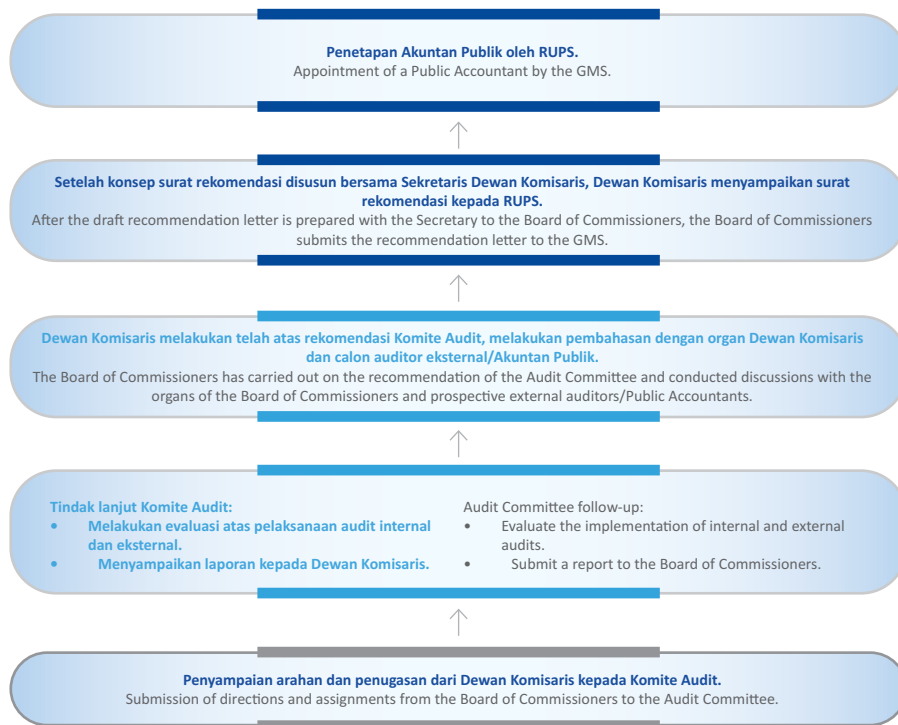 Penetapan Akuntan Publik oleh RUPS.
Appointment of a Public Accountant by the GMS.
Setelah konsep surat rekomendasi disusun bersama Sekretaris Dewan Komisaris, Dewan Komisaris menyampaikan surat
rekomendasi kepada RUPS.
After the draft recommendation letter is prepared with the Secretary to the Board of Commissioners, the Board of Commissioners
submits the recommendation letter to the GMS.
Dewan Komisaris melakukan telah atas rekomendasi Komite Audit, melakukan pembahasan dengan organ Dewan Komisaris
dan calon auditor eksternal/Akuntan Publik.
The Board of Commissioners has carried out on the recommendation of the Audit Committee and conducted discussions with the
organs of the Board of Commissioners and prospective external auditors/Public Accountants.
Tindak lanjut Komite Audit:
• Melakukan evaluasi atas pelaksanaan audit internal
dan eksternal.
• Menyampaikan laporan kepada Dewan Komisaris.
Audit Committee follow-up:
• Evaluate the implementation of internal and external
audits.
• Submit a report to the Board of Commissioners.
Penyampaian arahan dan penugasan dari Dewan Komisaris kepada Komite Audit.
Submission of directions and assignments from the Board of Commissioners to the Audit Committee.